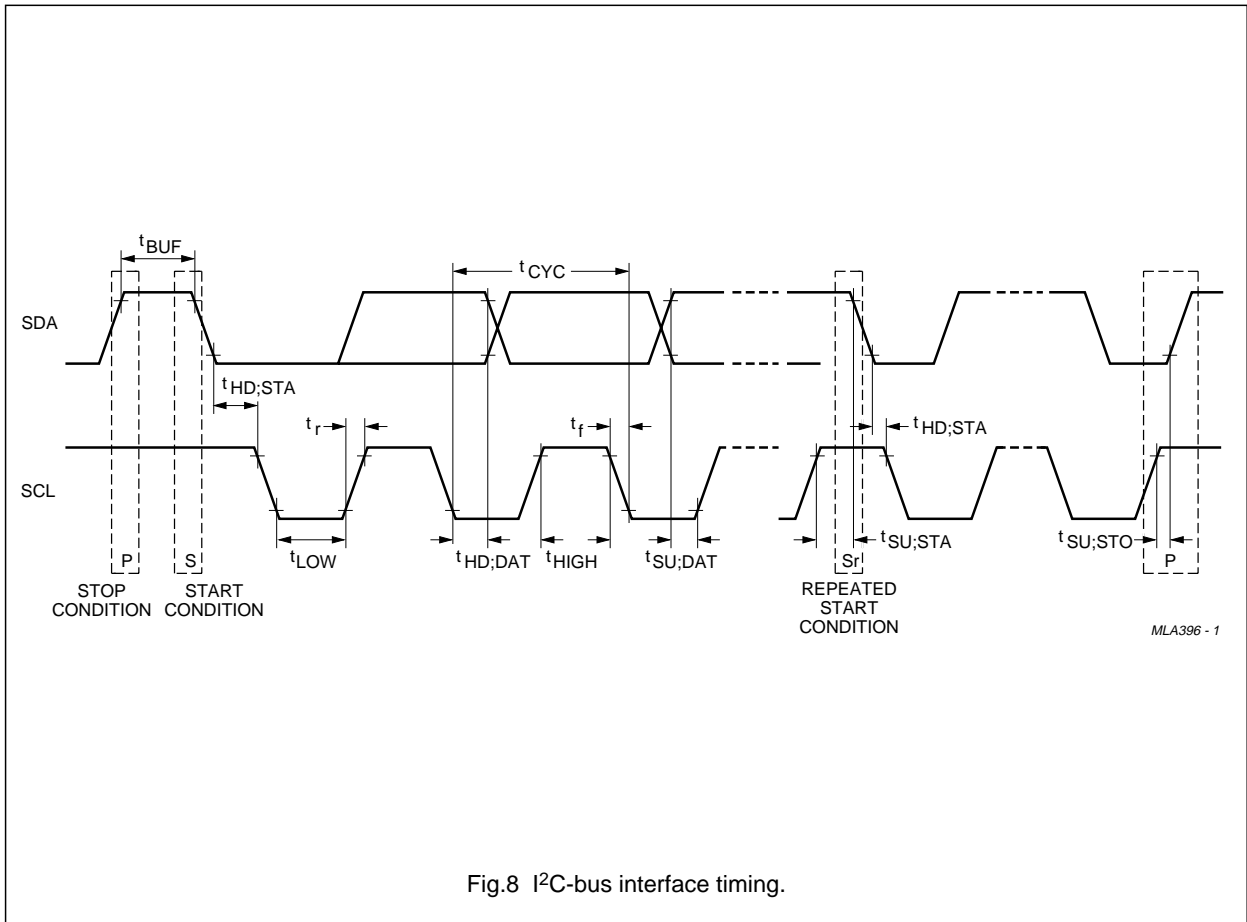 tBUF
tCYC
SDA
tHD;STA
tr
tf
tHD;STA
SCL
tLOW
tHD;DAT
tHIGH
tSU;DAT
tSU;STA
tSU;STO
P
S
Sr
P
STOP
CONDITION
START
CONDITION
REPEATED
START
CONDITION
MLA396 - 1
Fig.8 I²C-bus interface timing.